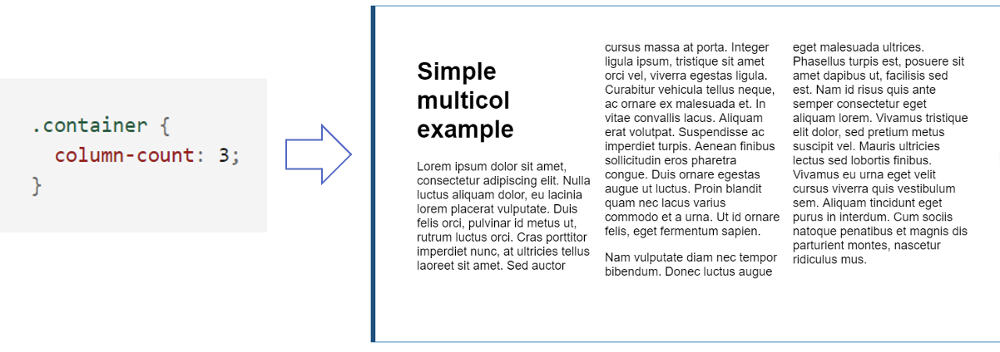 .container {
column-count: 3;
}
Simple
multicol
example
Lorem ipsum dolor sit amet,
consectetur adipiscing elit. Nulla
luctus aliquam dolor, eu lacinia
lorem placerat vulputate. Duis
felis orci, pulvinar id metus ut,
rutrum luctus orci. Cras porttitor
imperdiet nunc, at ultricies tellus
laoreet sit amet. Sed auctor
cursus massa at porta. Integer
ligula ipsum, tristique sit amet
orci vel, viverra egestas ligula.
Curabitur vehicula tellus neque,
ac ornare ex malesuada et. In
vitae convallis lacus. Aliquam
erat volutpat. Suspendisse ac
imperdiet turpis. Aenean finibus
sollicitudin eros pharetra
congue. Duis ornare egestas
augue ut luctus. Proin blandit
quam nec lacus varius
commodo et a urna. Ut id ornare
felis, eget fermentum sapien.
Nam vulputate diam nec tempor
bibendum. Donec luctus augue
eget malesuada ultrices.
Phasellus turpis est, posuere sit
amet dapibus ut, facilisis sed
est. Nam id risus quis ante
semper consectetur eget
aliquam lorem. Vivamus tristique
elit dolor, sed pretium metus
suscipit vel. Mauris ultricies
lectus sed lobortis finibus.
Vivamus eu urna eget velit
cursus viverra quis vestibulum
sem. Aliquam tincidunt eget
purus in interdum. Cum sociis
natoque penatibus et magnis dis
parturient montes, nascetur
ridiculus mus.